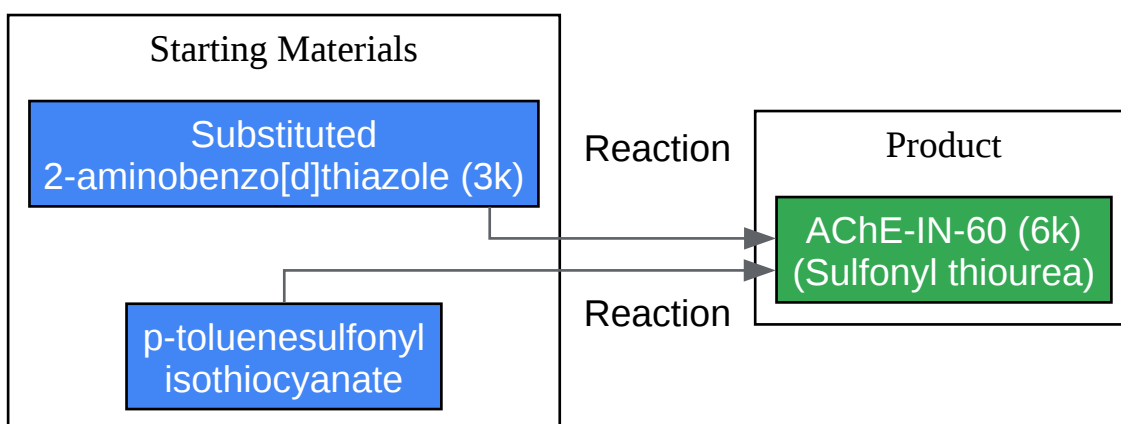 Starting Materials
Substituted
2-aminobenzo[d]thiazole (3k)
p-toluenesulfonyl
isothiocyanate
Reaction
Reaction
Product
AChE-IN-60 (6k)
(Sulfonyl thiourea)